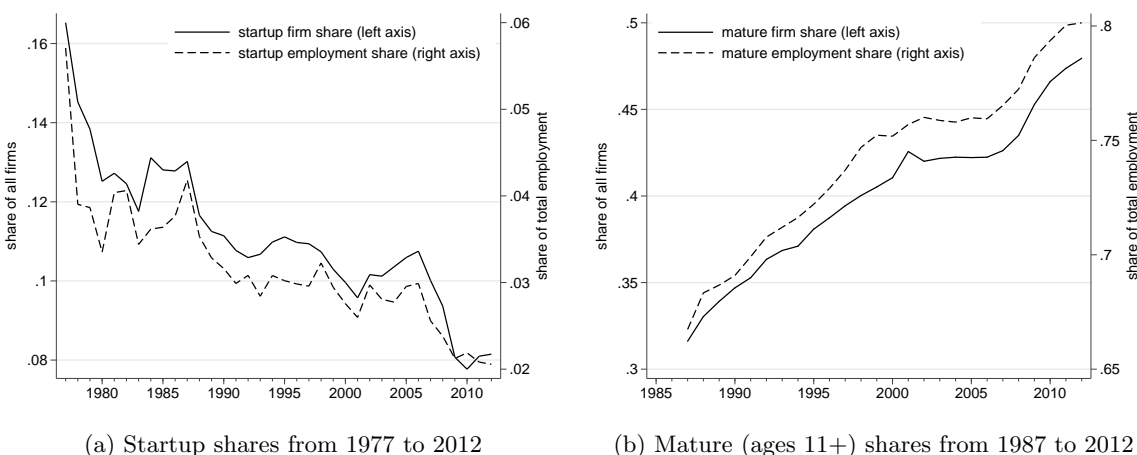 startup firm share (left axis)
startup employment share (right axis)
share of all firms
.16
.14
.12
.1
.08
.06
.05
.04
.03
.02
share of total employment
1980 1985 1990 1995 2000 2005 2010
(a) Startup shares from 1977 to 2012
mature firm share (left axis)
mature employment share (right axis)
share of all firms
.5
.45
.4
.35
.3
.8
.75
.7
.65
share of total employment
1985 1990 1995 2000 2005 2010
(b) Mature (ages 11+) shares from 1987 to 2012